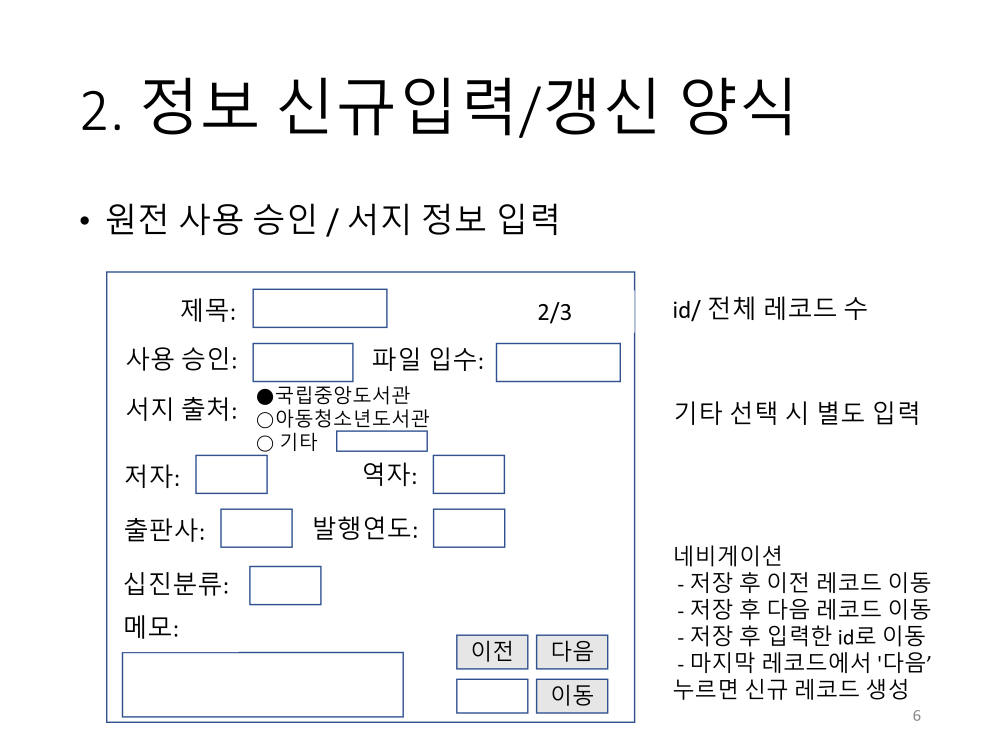 2. 정보 신규입력/갱신 양식
• 원전 사용 승인 / 서지 정보 입력
제목:
2/3
id/ 전체 레코드 수
사용 승인:
파일 입수:
서지 출처:
●국립중앙도서관
○아동청소년도서관
○ 기타
기타 선택 시 별도 입력
저자:
역자:
출판사:
발행연도:
십진분류:
메모:
이전
다음
이동
네비게이션
- 저장 후 이전 레코드 이동
- 저장 후 다음 레코드 이동
- 저장 후 입력한 id로 이동
- 마지막 레코드에서 '다음’
누르면 신규 레코드 생성
6